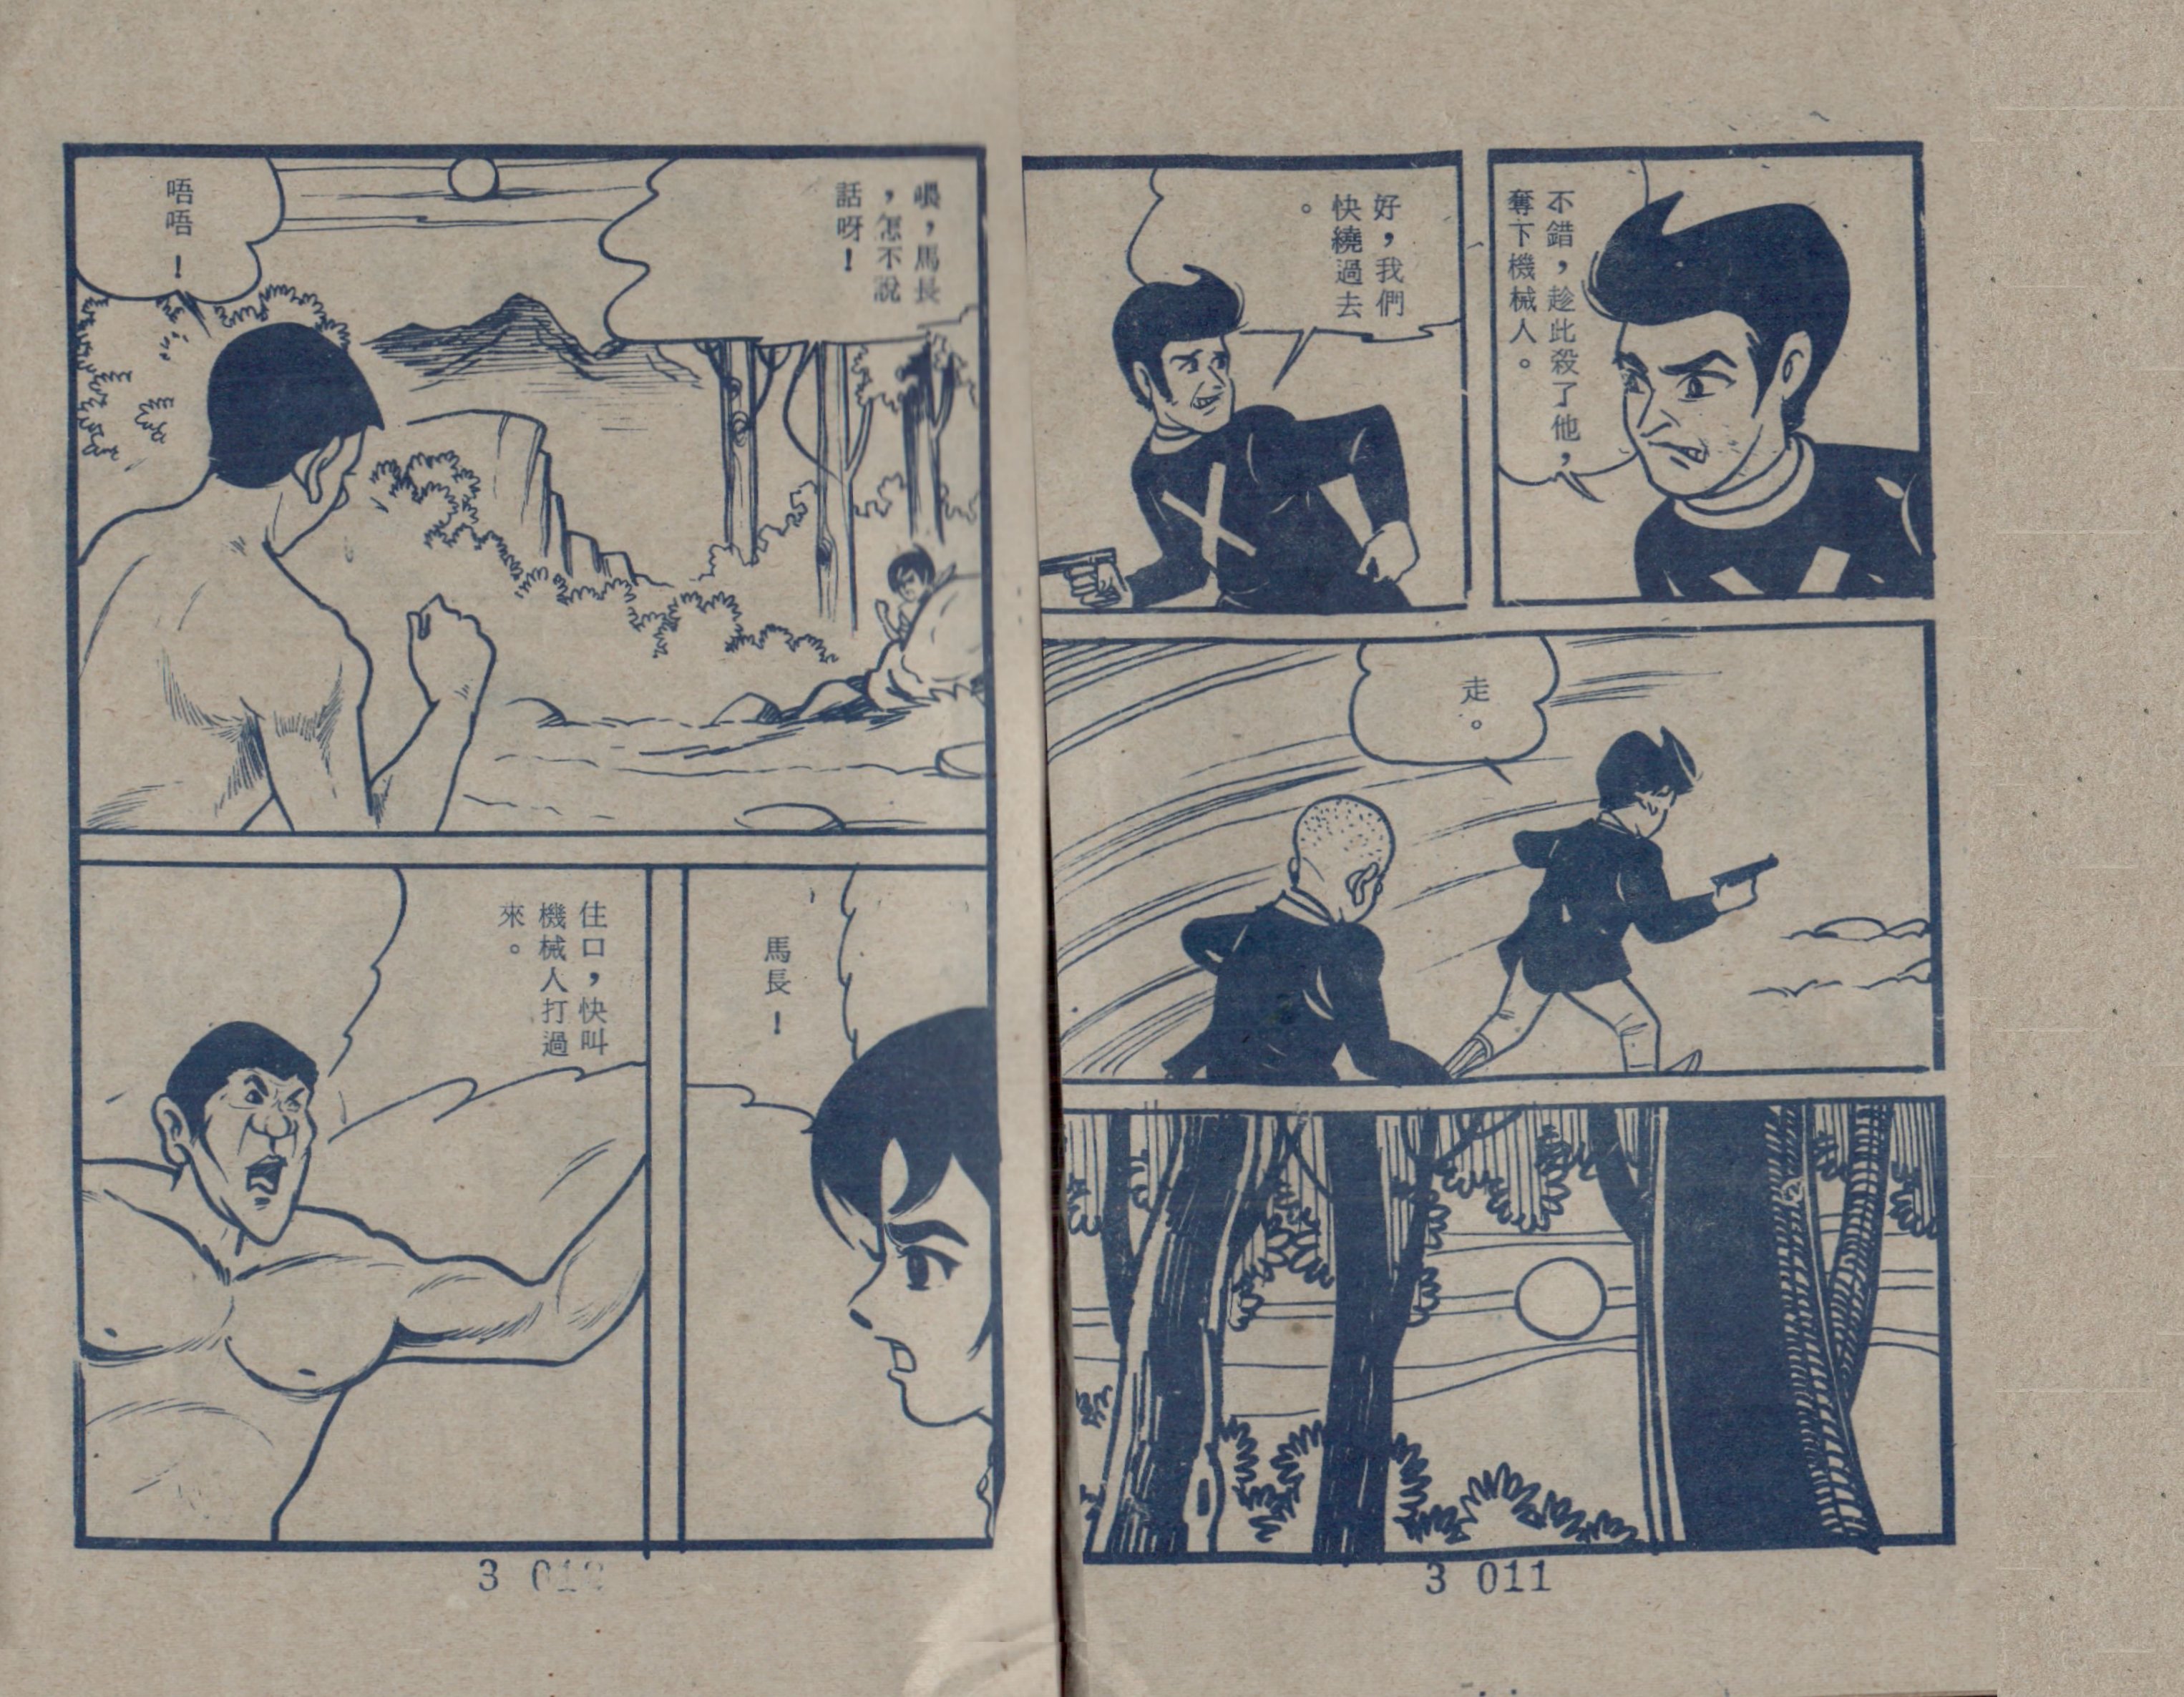 不錯，趁此殺了他，
奪下機械人。
好，我們
快繞過去
。
走。
3 011
喂，馬長
，怎不說
話呀！
唔唔！
馬長！
住口，快叫
機械人打過
來。
3